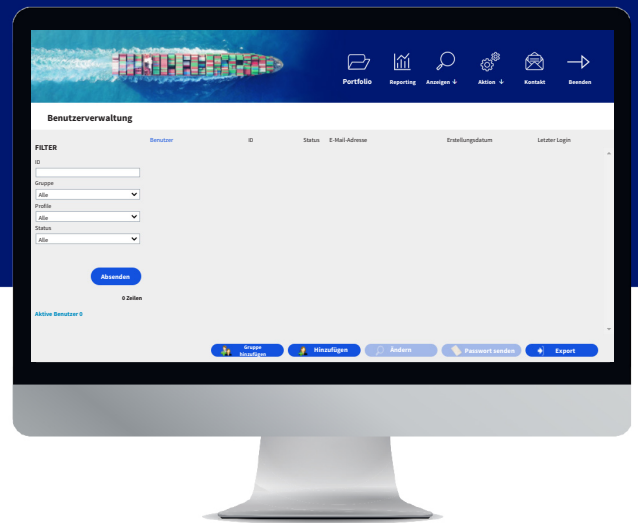 Portfolio
Reporting
Anzeigen ↓
Aktion ↓
Kontakt
Beenden
Benutzerverwaltung
FILTER
Benutzer ID Status E-Mail-Adresse Erstellungsdatum Letzter Login
ID
Gruppe
Alle
Profile
Alle
Status
Alle
Absenden
0 Zeilen
Aktive Benutzer 0
Gruppe
hinzufügen
Hinzufügen
Ändern
Passwort senden
Export